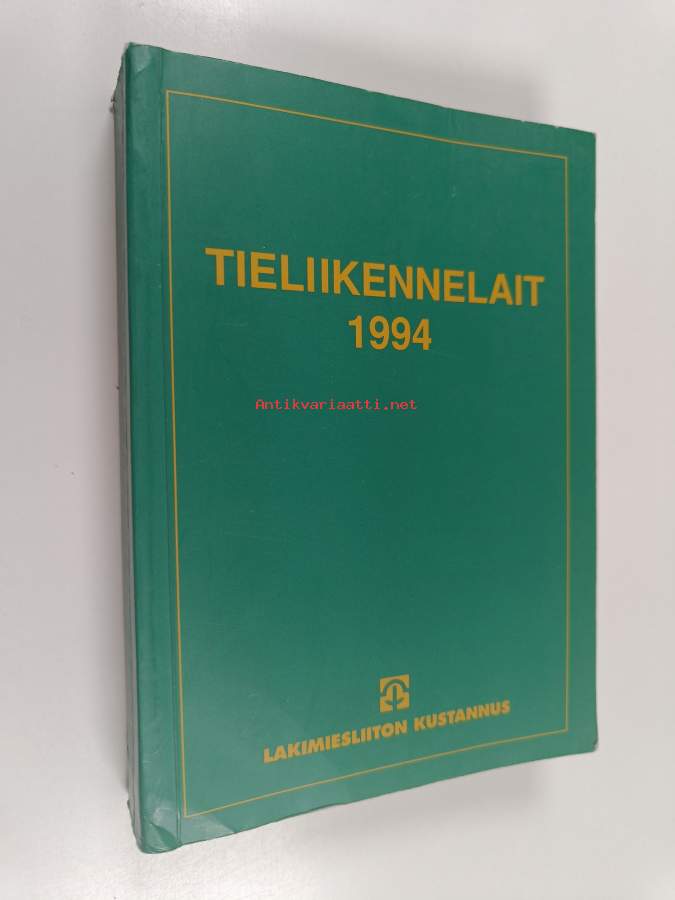 TIELIIKENNELAIT
1994
Antikvariaatti.net
LAKIMIESLIITON KUSTANNUS